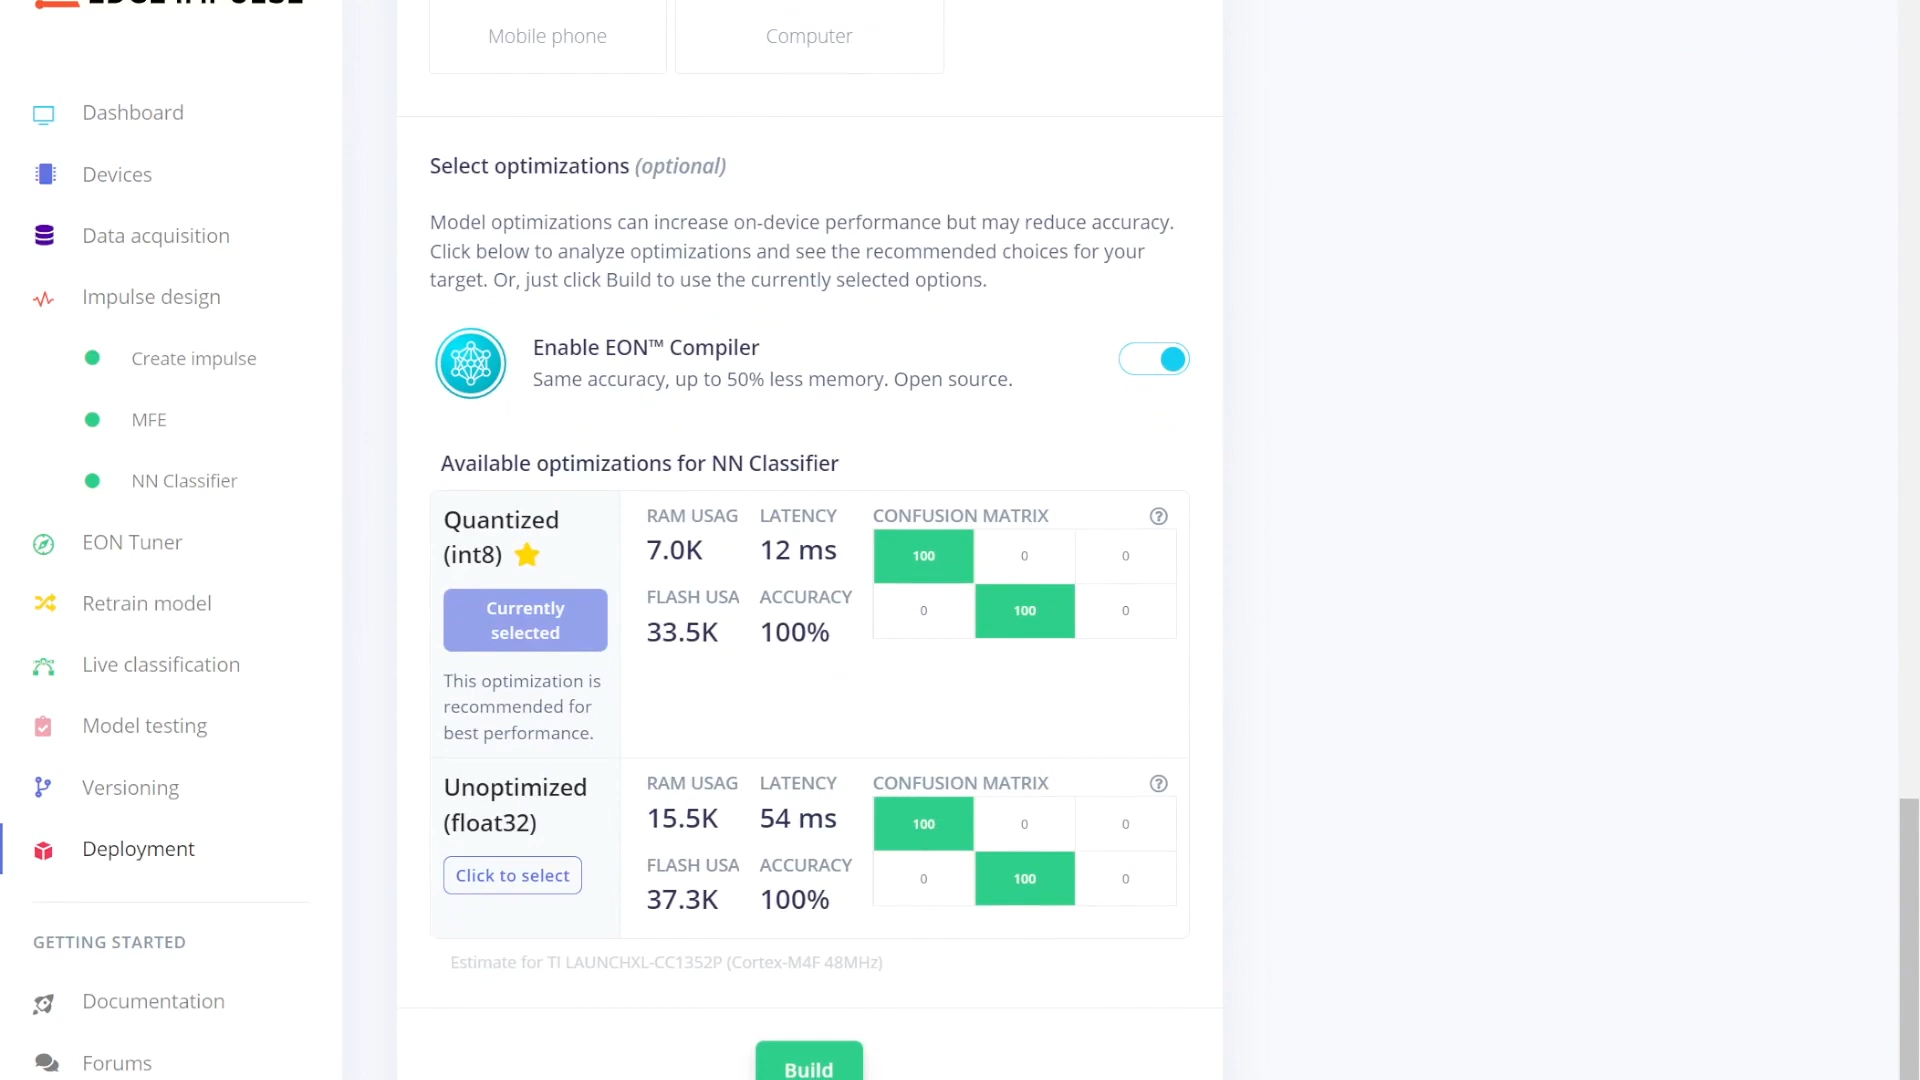 EDGE IMPULSE
Dashboard
Devices
Data acquisition
Impulse design
Create impulse
MFE
NN Classifier
EON Tuner
Retrain model
Live classification
Model testing
Versioning
Deployment
GETTING STARTED
Documentation
Forums
Mobile phone
Computer
Select optimizations (optional)
Model optimizations can increase on-device performance but may reduce accuracy.
Click below to analyze optimizations and see the recommended choices for your
target. Or, just click Build to use the currently selected options.
Enable EON™ Compiler
Same accuracy, up to 50% less memory. Open source.
Available optimizations for NN Classifier
Quantized
(int8)
Currently
selected
This optimization is
recommended for
best performance.
RAM USAG LATENCY CONFUSION MATRIX
7.0K 12 ms
100 0 0
FLASH USA ACCURACY
33.5K 100%
0 100 0
Unoptimized
(float32)
Click to select
RAM USAG LATENCY CONFUSION MATRIX
15.5K 54 ms
100 0 0
FLASH USA ACCURACY
37.3K 100%
0 100 0
Estimate for TI LAUNCHXL-CC1352P (Cortex-M4F 48MHz)
Build